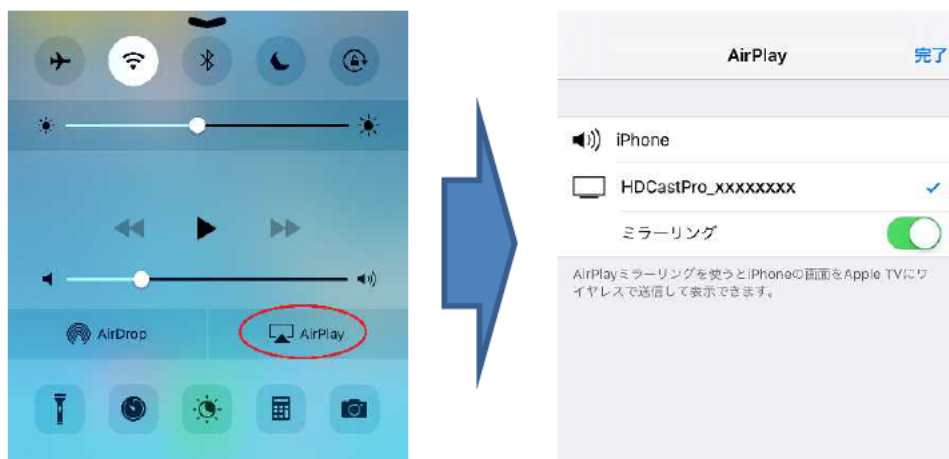 AirDrop
AirPlay
AirPlay
完了
iPhone
HDCastPro_xxxxxxxx
ミラーリング
AirPlayミラーリングを使うとiPhoneの画面をApple TVにワ
イヤレスで送信して表示できます。